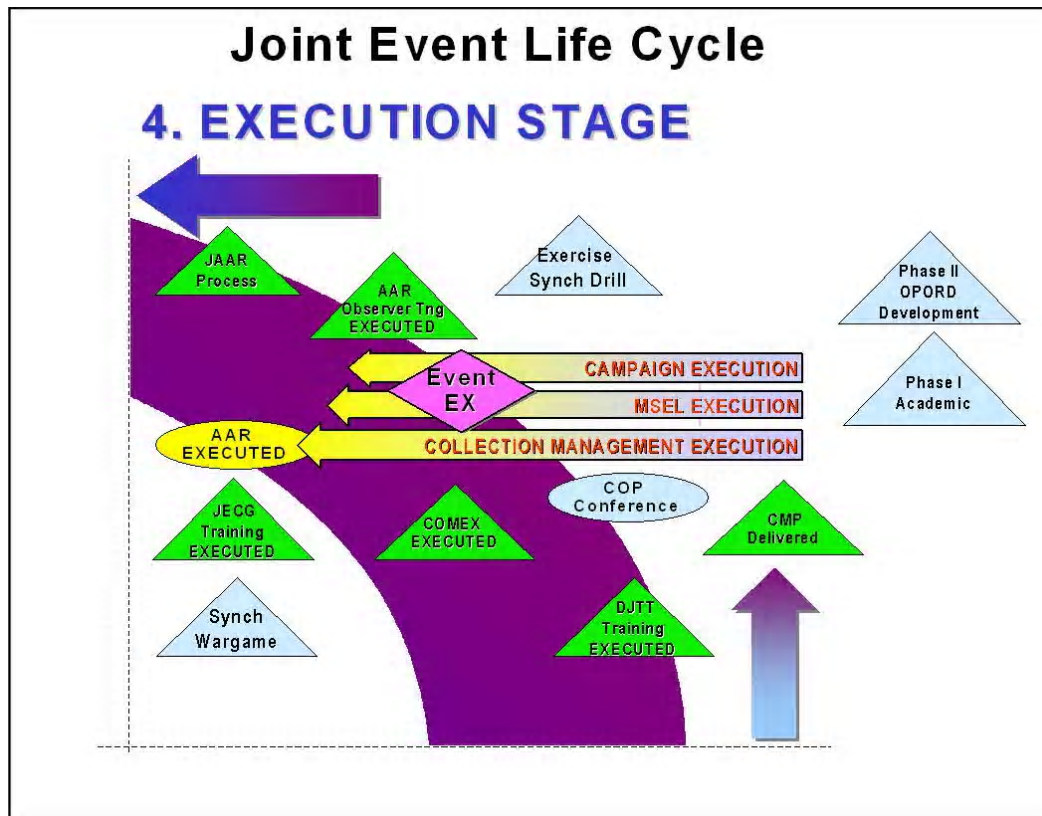 Joint Event Life Cycle
4. EXECUTION STAGE
JAAR
Process
AAR
Observer Tng
EXECUTED
Exercise
Synch Drill
Phase II
OPORD
Development
CAMPAIGN EXECUTION
Event
EX
MSEL EXECUTION
Phase I
Academic
AAR
EXECUTED
COLLECTION MANAGEMENT EXECUTION
JECG
Training
EXECUTED
COMEX
EXECUTED
COP
Conference
CMP
Delivered
Synch
Wargame
DJTT
Training
EXECUTED